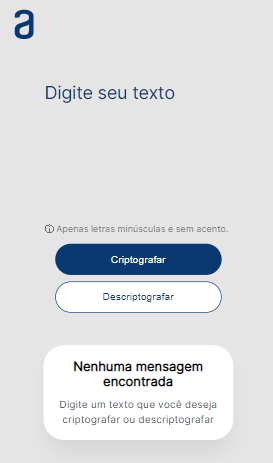 a
Digite seu texto
Apenas letras minúsculas e sem acento.
Criptografar
Descriptografar
Nenhuma mensagem
encontrada
Digite um texto que você deseja
criptografar ou descriptografar